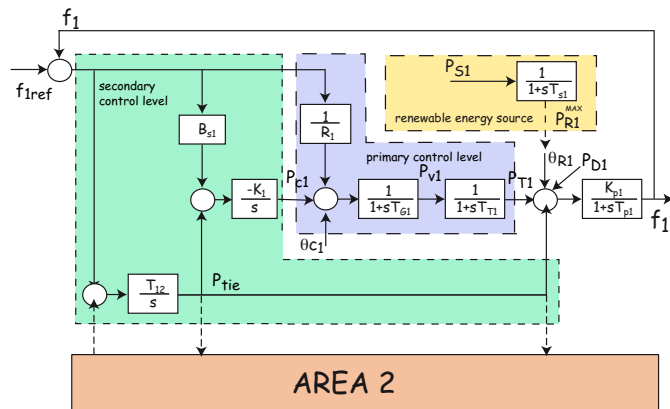 f1
f1ref
secondary
control level
Bs1
-K1
s
Pc1
T12
s
Ptie
1
R1
primary control level
θc1
1
1+sTG1
Pv1
1
1+sTT1
PT1
PS1
1
1+sTs1
renewable energy source
PR1MAX
θR1
PD1
Kp1
1+sTp1
f1
AREA 2